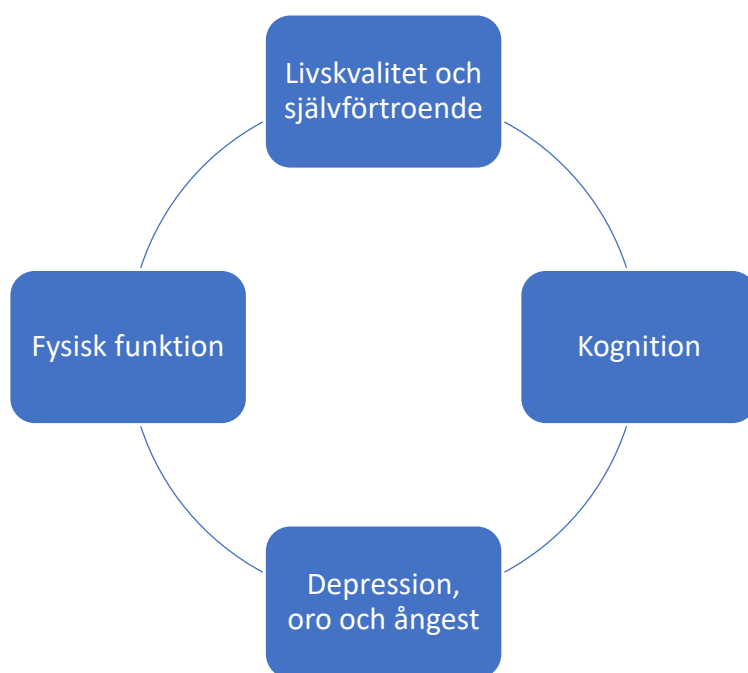 Livskvalitet och
självförtroende
Fysisk funktion
Kognition
Depression,
oro och ångest